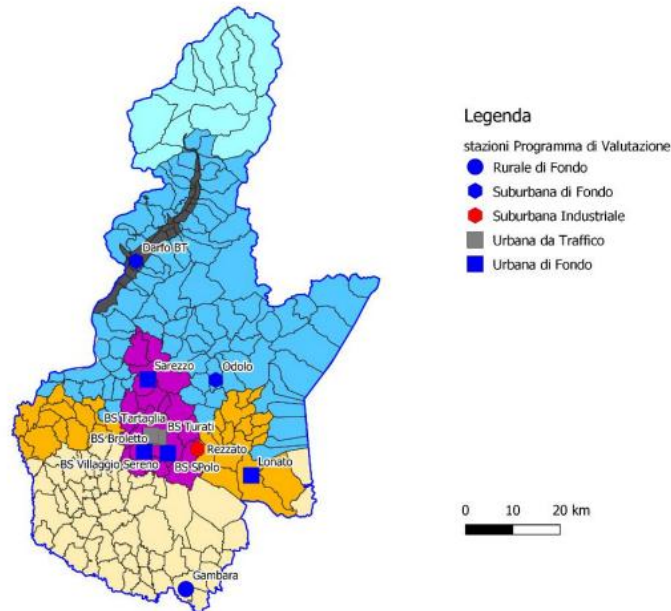 Legenda
stazioni Programma di Valutazione
Rurale di Fondo
Suburbana di Fondo
Suburbana Industriale
Urbana da Traffico
Urbana di Fondo
Darfo BT
Sarezzo
Odolo
BS Tartaglia
BS Turati
BS Broletto
Rezzato
BS Villaggio Sereno
BS SPolo
Lonato
Gambara
0 10 20 km